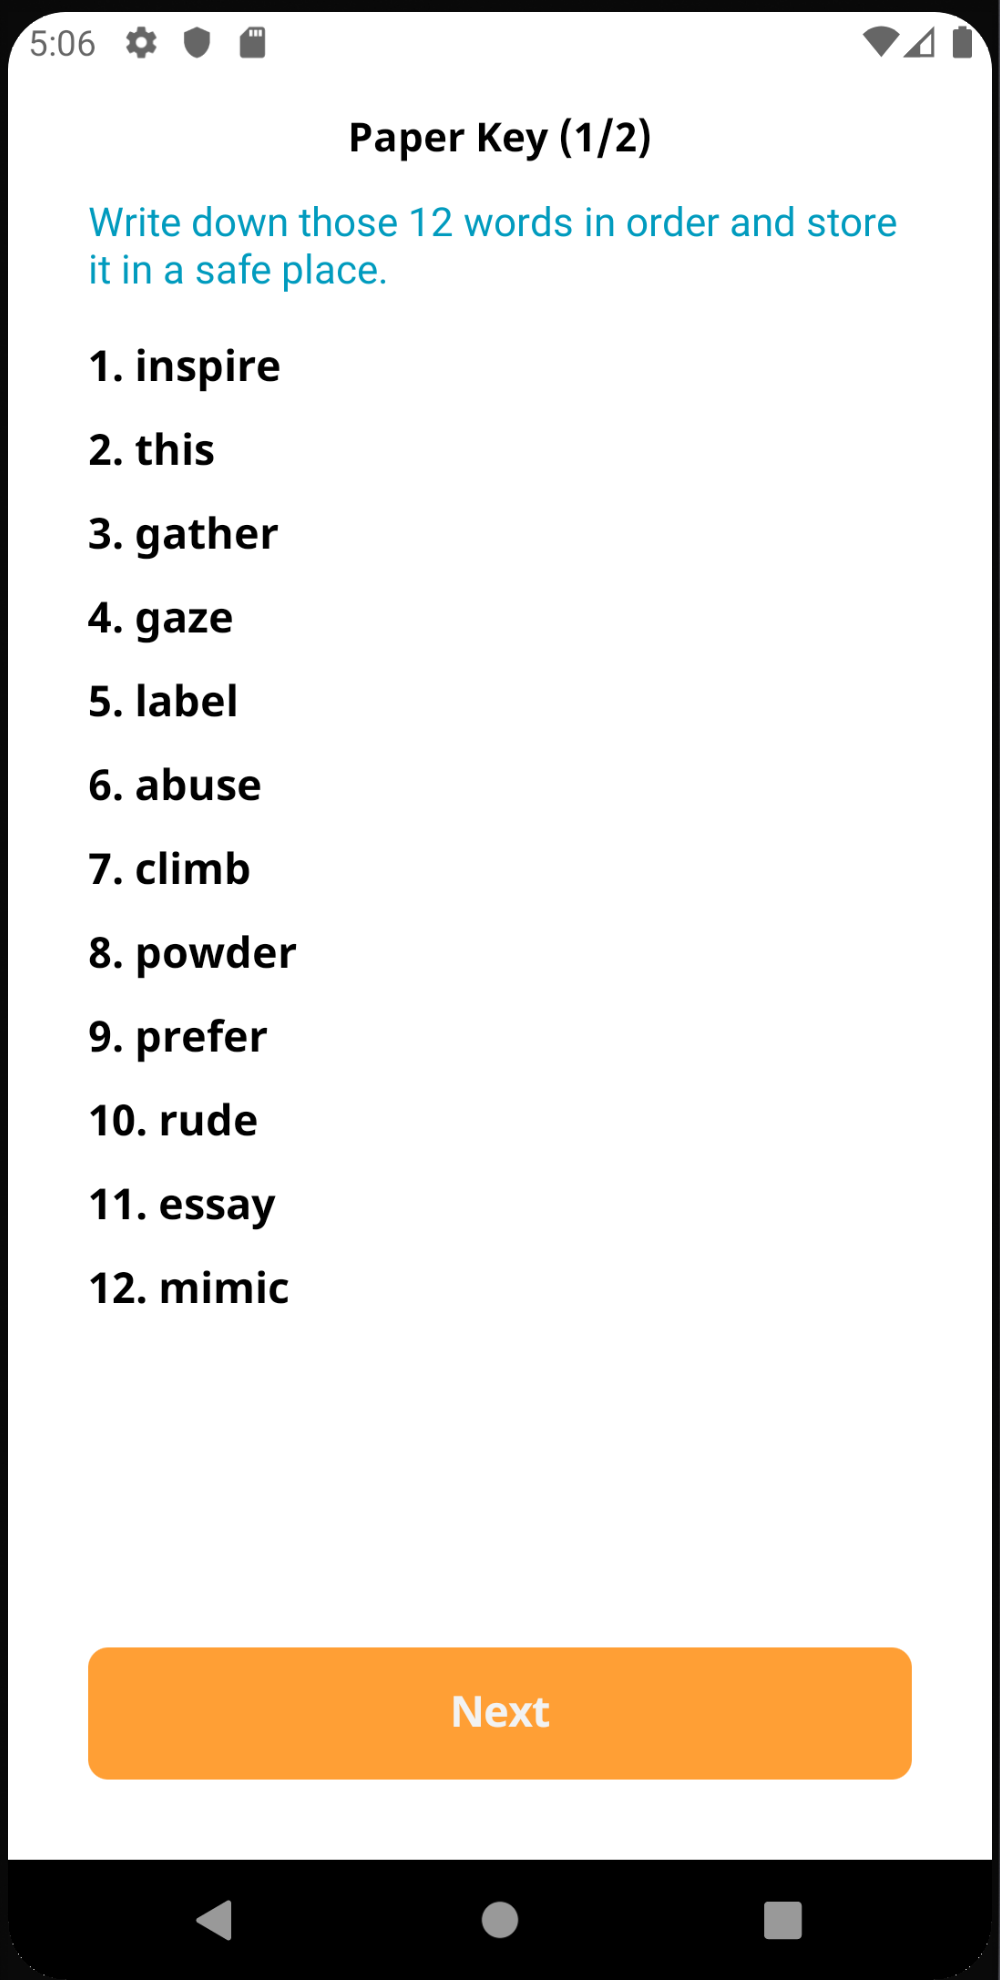 5:06
Paper Key (1/2)
Write down those 12 words in order and store
it in a safe place.
1. inspire
2. this
3. gather
4. gaze
5. label
6. abuse
7. climb
8. powder
9. prefer
10. rude
11. essay
12. mimic
Next